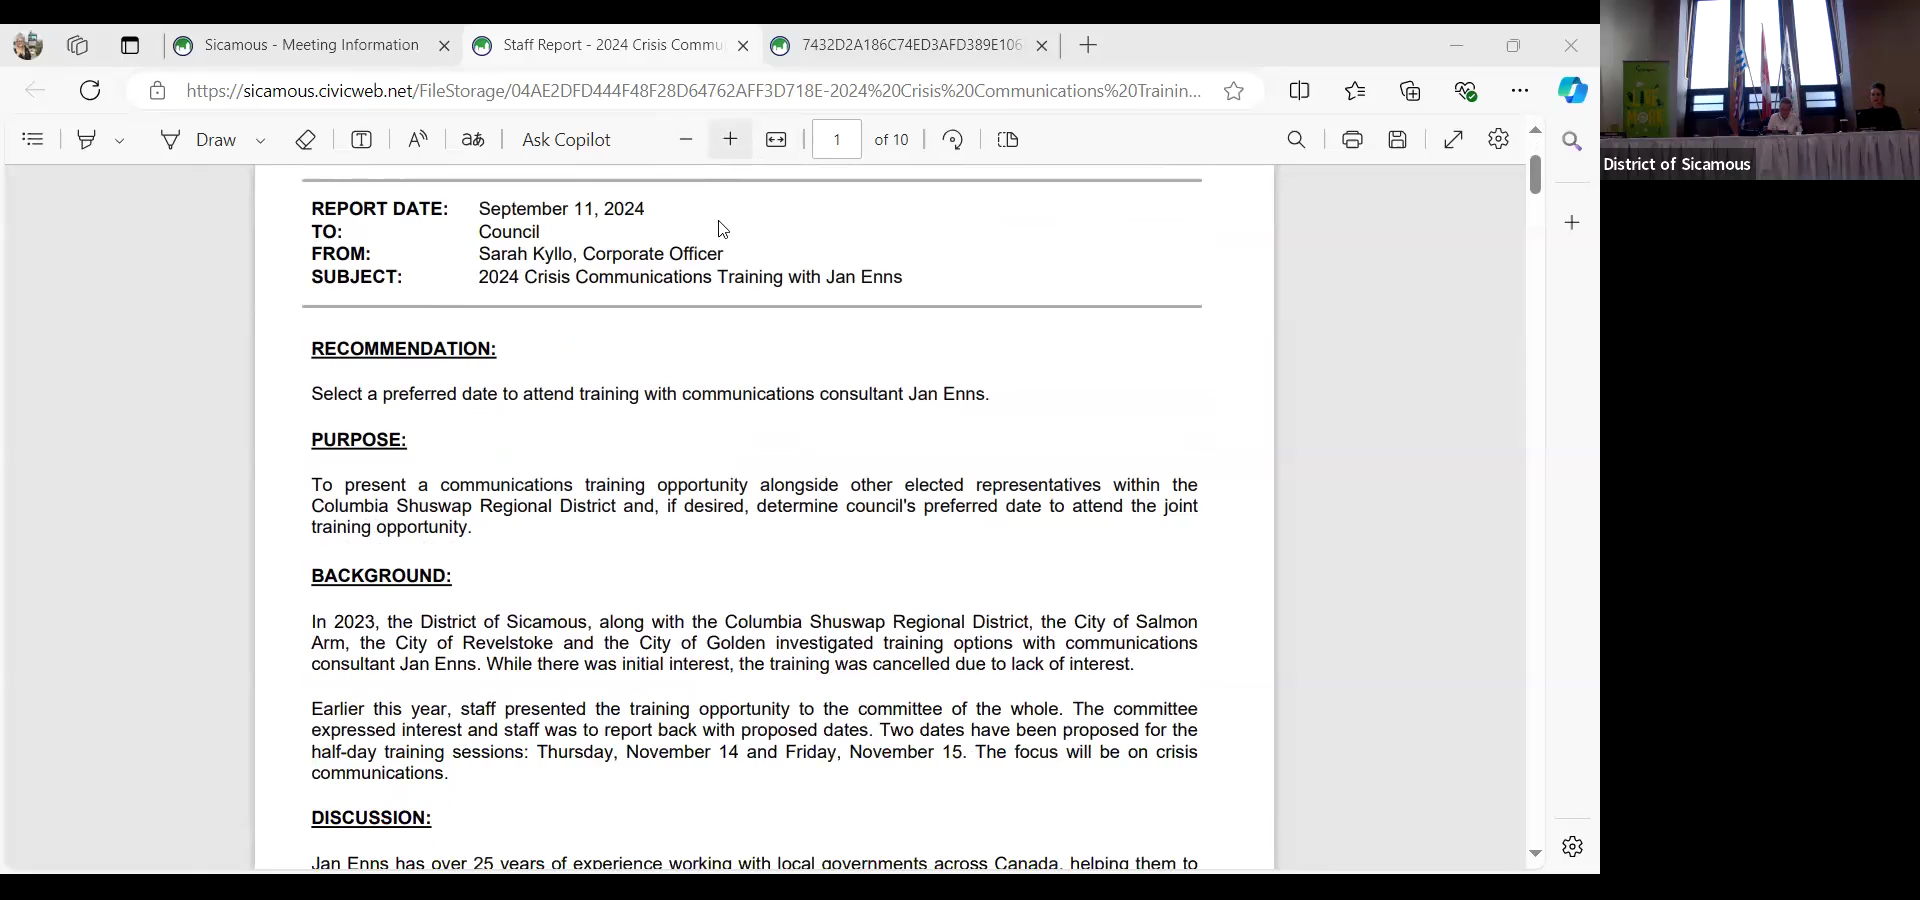 Sicamous - Meeting Information
Staff Report - 2024 Crisis Commu
7432D2A186C74ED3AFD389E106
https://sicamous.civicweb.net/FileStorage/04AE2DFD444F48F28D64762AFF3D718E-2024%20Crisis%20Communications%20Trainin...
Draw
aあ
Ask Copilot
1
of 10
District of Sicamous
REPORT DATE: September 11, 2024
TO: Council
FROM: Sarah Kyllo, Corporate Officer
SUBJECT: 2024 Crisis Communications Training with Jan Enns
RECOMMENDATION:
Select a preferred date to attend training with communications consultant Jan Enns.
PURPOSE:
To present a communications training opportunity alongside other elected representatives within the
Columbia Shuswap Regional District and, if desired, determine council's preferred date to attend the joint
training opportunity.
BACKGROUND:
In 2023, the District of Sicamous, along with the Columbia Shuswap Regional District, the City of Salmon
Arm, the City of Revelstoke and the City of Golden investigated training options with communications
consultant Jan Enns. While there was initial interest, the training was cancelled due to lack of interest.
Earlier this year, staff presented the training opportunity to the committee of the whole. The committee
expressed interest and staff was to report back with proposed dates. Two dates have been proposed for the
half-day training sessions: Thursday, November 14 and Friday, November 15. The focus will be on crisis
communications.
DISCUSSION:
Jan Enns has over 25 years of experience working with local governments across Canada, helping them to